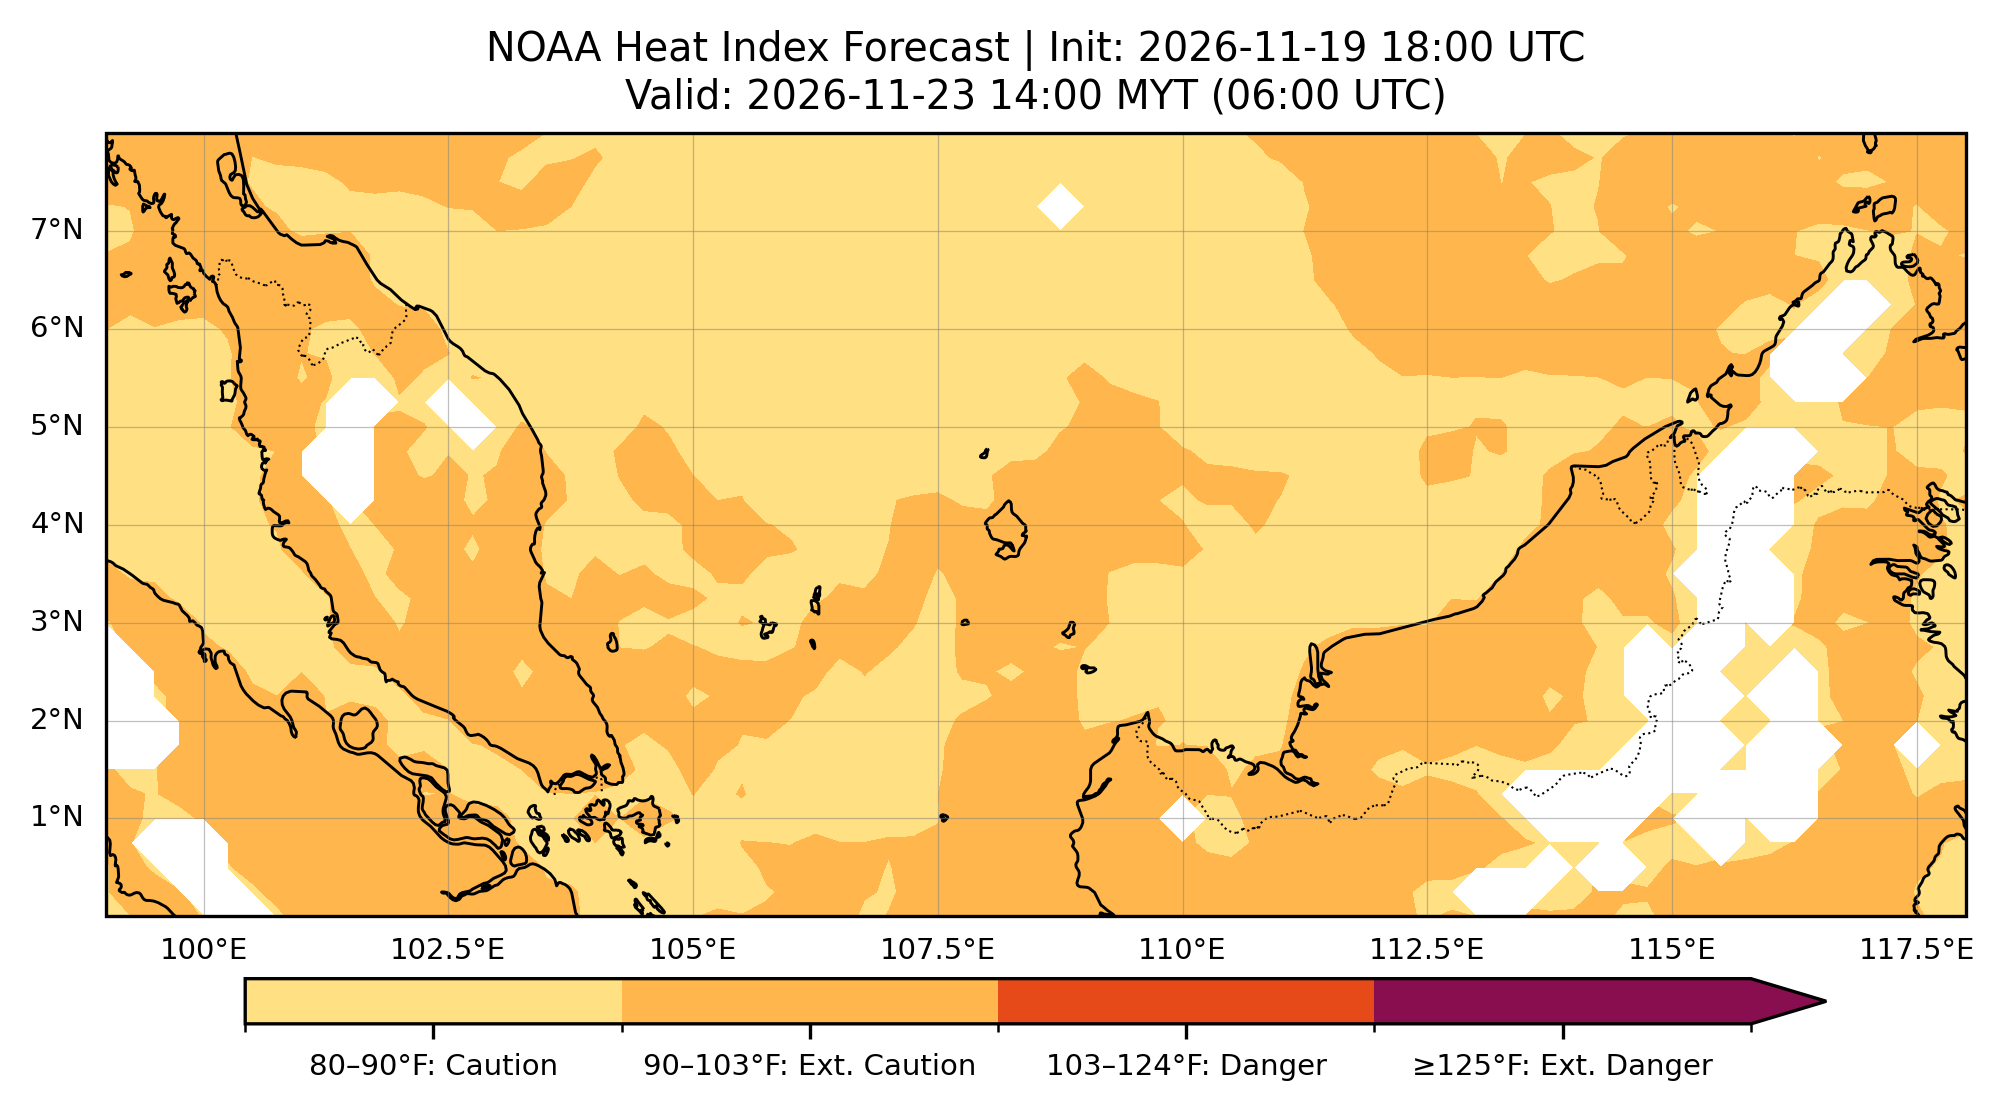 NOAA Heat Index Forecast | Init: 2026-11-19 18:00 UTC
Valid: 2026-11-23 14:00 MYT (06:00 UTC)
7°N
6°N
5°N
4°N
3°N
2°N
1°N
100°E 102.5°E 105°E 107.5°E 110°E 112.5°E 115°E 117.5°E
80–90°F: Caution 90–103°F: Ext. Caution 103–124°F: Danger ≥125°F: Ext. Danger